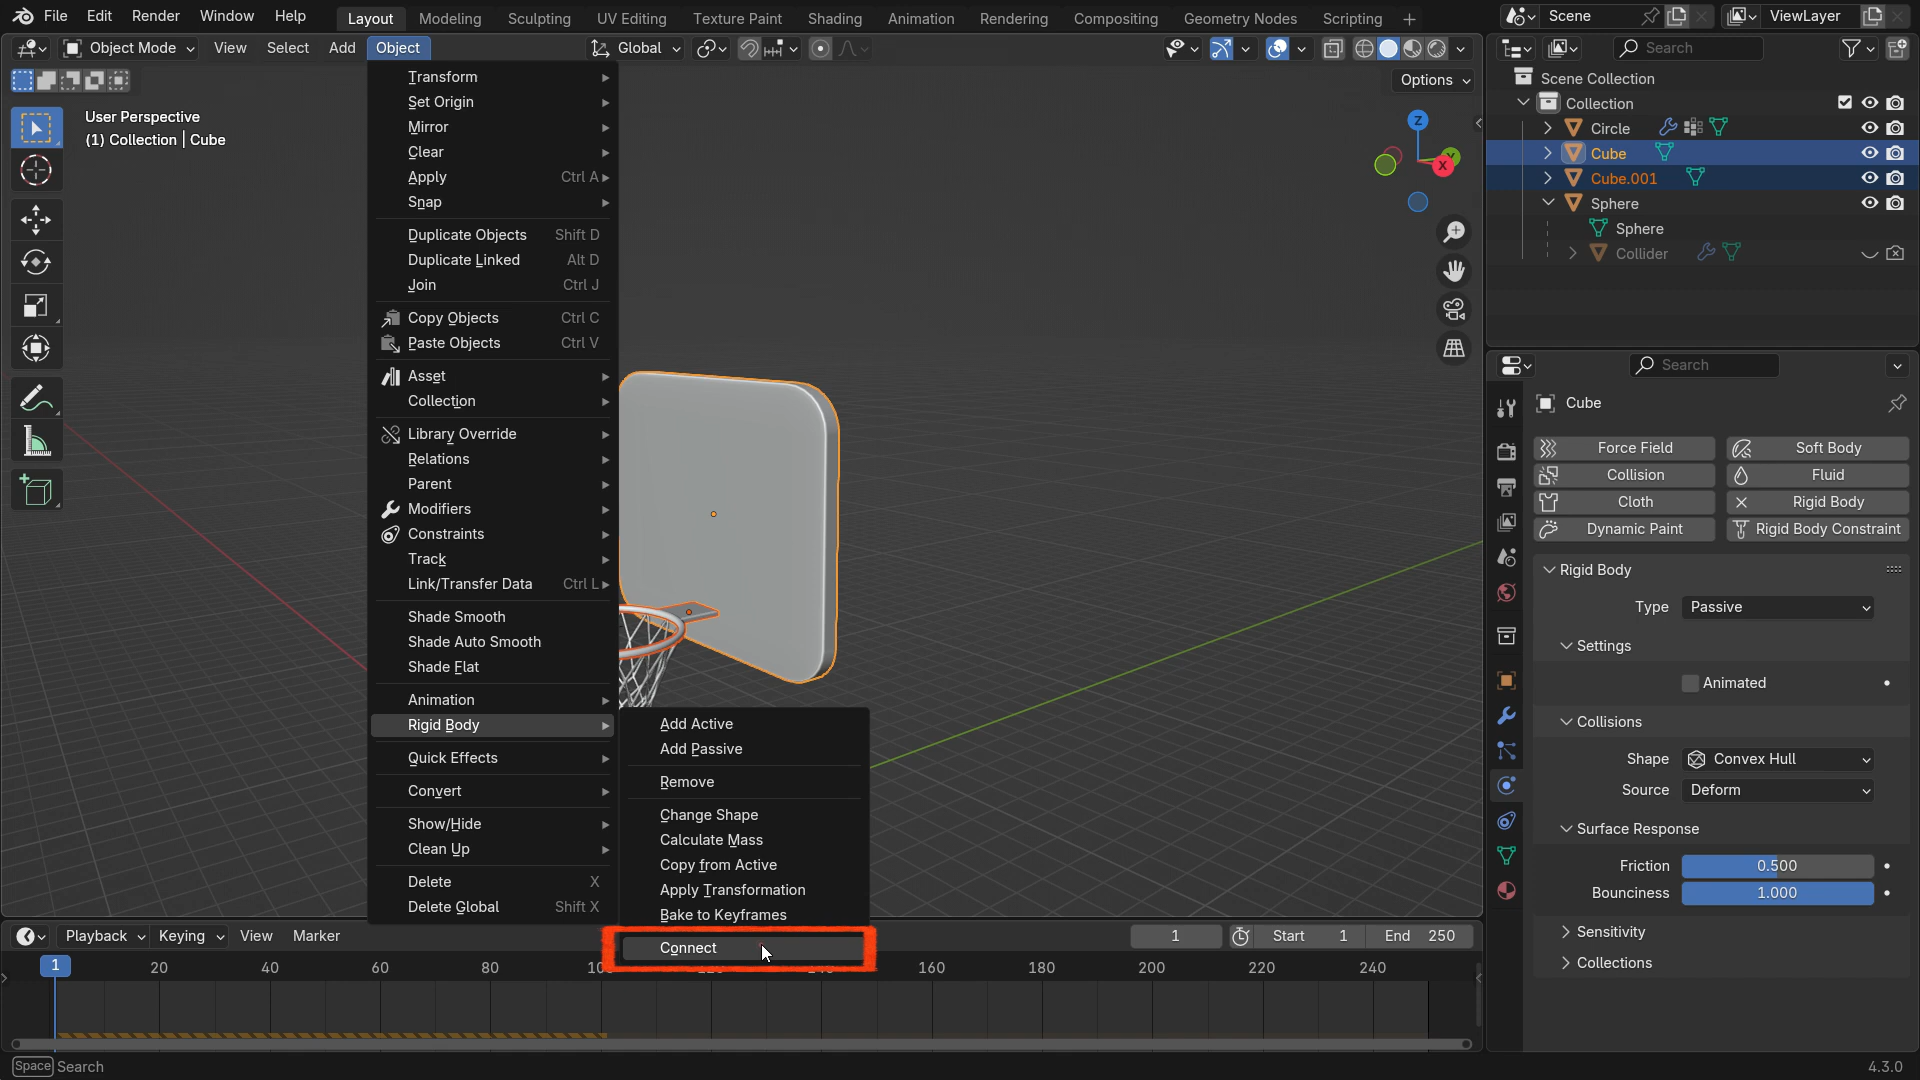 File Edit Render Window Help
Layout Modeling Sculpting UV Editing Texture Paint Shading Animation Rendering Compositing Geometry Nodes Scripting +
Scene
ViewLayer
Object Mode View Select Add Object
Global
Options
User Perspective
(1) Collection | Cube
Transform
Set Origin
Mirror
Clear
Apply Ctrl A
Snap
Duplicate Objects Shift D
Duplicate Linked Alt D
Join Ctrl J
Copy Objects Ctrl C
Paste Objects Ctrl V
Asset
Collection
Library Override
Relations
Parent
Modifiers
Constraints
Track
Link/Transfer Data Ctrl L
Shade Smooth
Shade Auto Smooth
Shade Flat
Animation
Rigid Body
Quick Effects
Convert
Show/Hide
Clean Up
Delete X
Delete Global Shift X
Add Active
Add Passive
Remove
Change Shape
Calculate Mass
Copy from Active
Apply Transformation
Bake to Keyframes
Connect
Z
X
Search
Scene Collection
Collection
Circle
Cube
Cube.001
Sphere
Sphere
Collider
Search
Cube
Force Field Soft Body
Collision Fluid
Cloth Rigid Body
Dynamic Paint Rigid Body Constraint
Rigid Body
Type Passive
Settings
Animated
Collisions
Shape Convex Hull
Source Deform
Surface Response
Friction 0.500
Bounciness 1.000
Sensitivity
Collections
Playback Keying View Marker
1 Start 1 End 250
1 20 40 60 80 160 180 200 220 240
Space Search
4.3.0